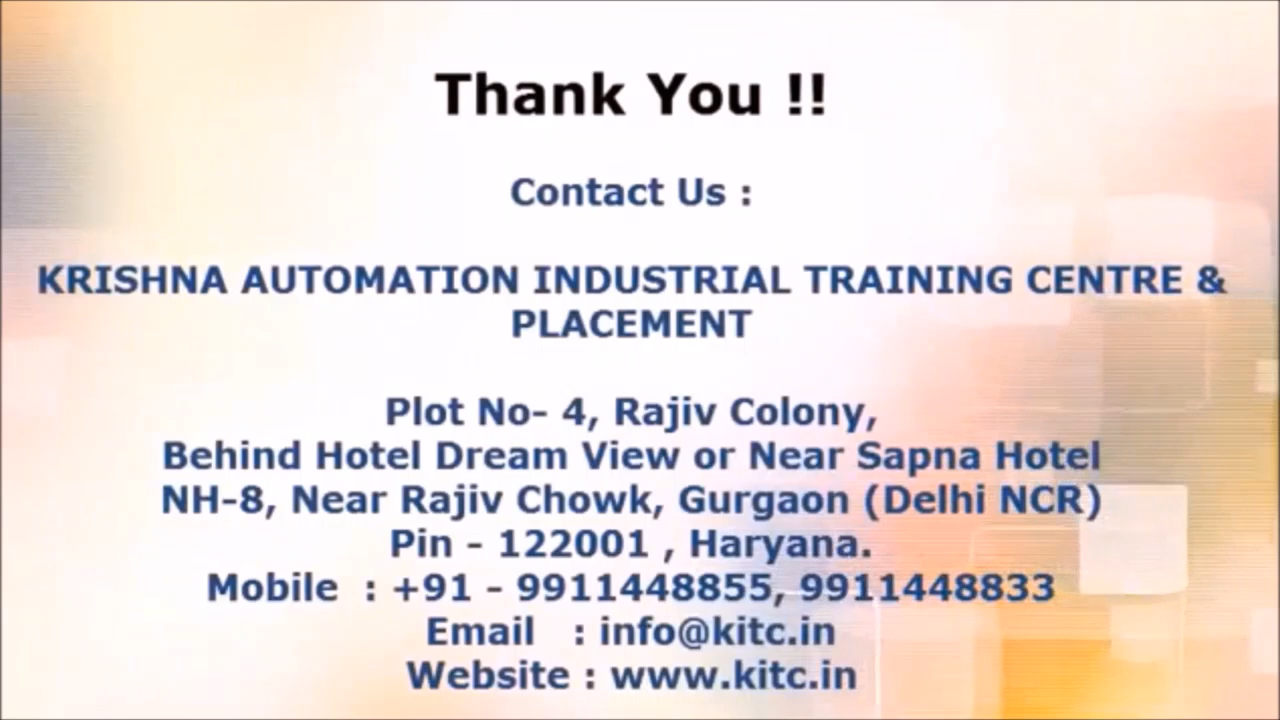 Thank You !!
Contact Us :
KRISHNA AUTOMATION INDUSTRIAL TRAINING CENTRE &
PLACEMENT
Plot No- 4, Rajiv Colony,
Behind Hotel Dream View or Near Sapna Hotel
NH-8, Near Rajiv Chowk, Gurgaon (Delhi NCR)
Pin - 122001 , Haryana.
Mobile : +91 - 9911448855, 9911448833
Email : info@kitc.in
Website : www.kitc.in